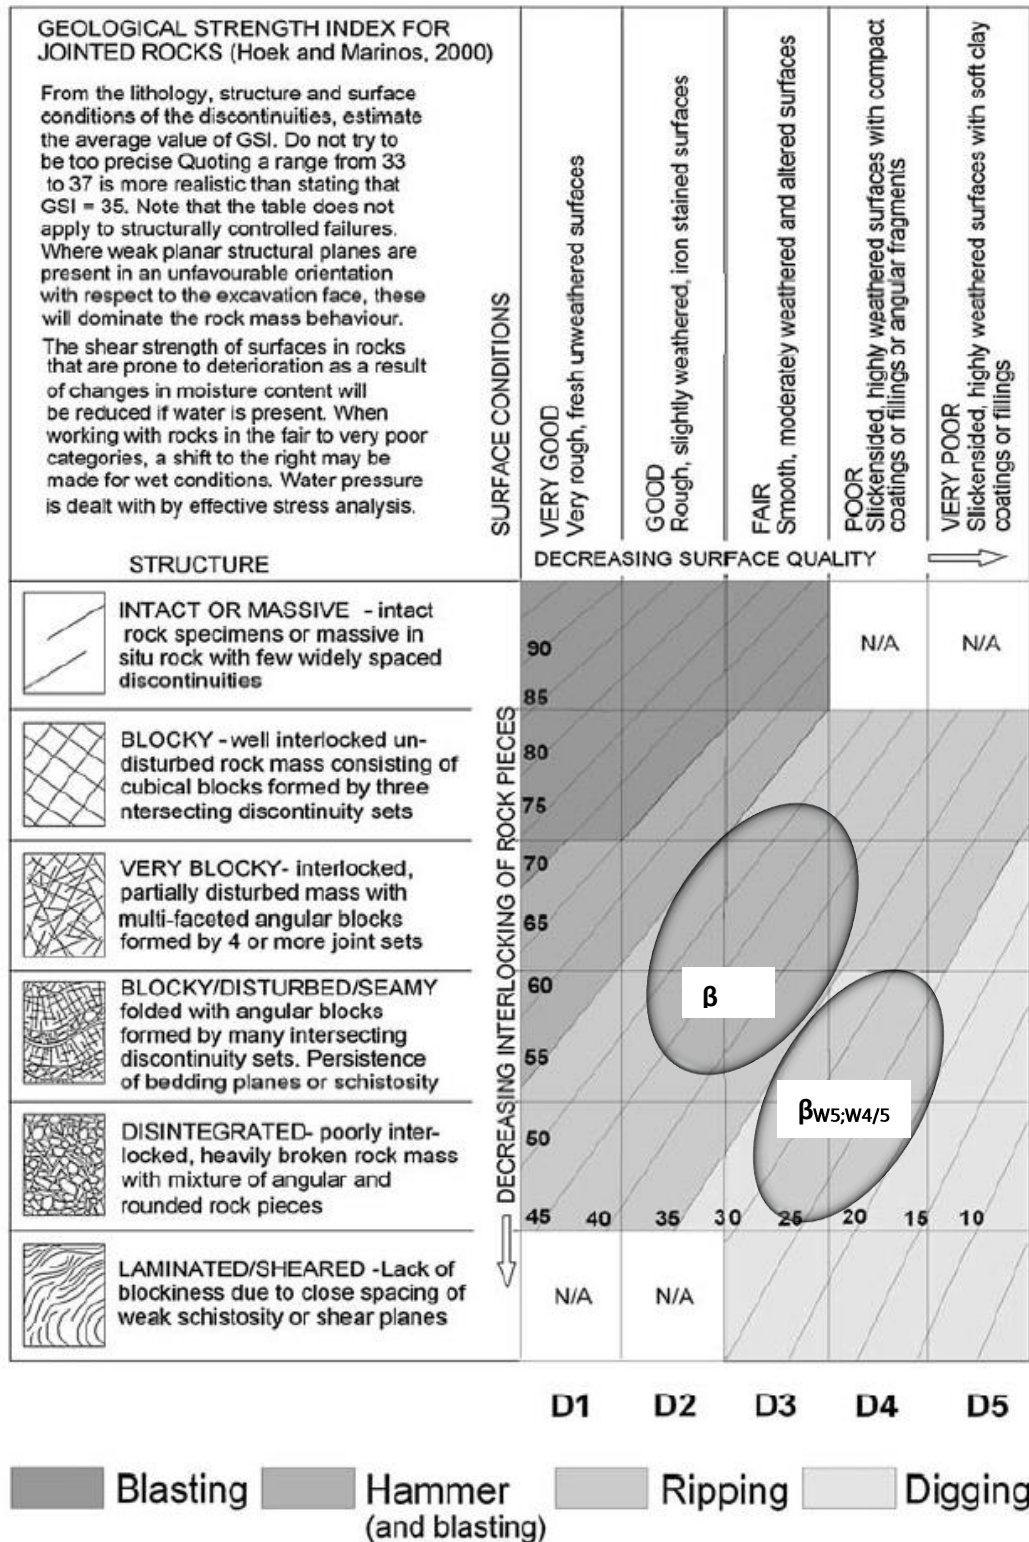 GEOLOGICAL STRENGTH INDEX FOR
JOINTED ROCKS (Hoek and Marinos, 2000)
From the lithology, structure and surface
conditions of the discontinuities, estimate
the average value of GSI. Do not try to
be too precise Quoting a range from 33
to 37 is more realistic than stating that
GSI = 35. Note that the table does not
apply to structurally controlled failures.
Where weak planar structural planes are
present in an unfavourable orientation
with respect to the excavation face, these
will dominate the rock mass behaviour.
The shear strength of surfaces in rocks
that are prone to deterioration as a result
of changes in moisture content will
be reduced if water is present. When
working with rocks in the fair to very poor
categories, a shift to the right may be
made for wet conditions. Water pressure
is dealt with by effective stress analysis.
SURFACE CONDITIONS
VERY GOOD
Very rough, fresh unweathered surfaces
GOOD
Rough, slightly weathered, iron stained surfaces
FAIR
Smooth, moderately weathered and altered surfaces
POOR
Slickensided, highly weathered surfaces with compact
coatings or fillings or angular fragments
VERY POOR
Slickensided, highly weathered surfaces with soft clay
coatings or fillings
STRUCTURE
DECREASING SURFACE QUALITY
INTACT OR MASSIVE - intact
rock specimens or massive in
situ rock with few widely spaced
discontinuities
90
N/A
N/A
85
DECREASING INTERLOCKING OF ROCK PIECES
BLOCKY - well interlocked un-
disturbed rock mass consisting of
cubical blocks formed by three
ntersecting discontinuity sets
80
75
VERY BLOCKY- interlocked,
partially disturbed mass with
multi-faceted angular blocks
formed by 4 or more joint sets
70
65
BLOCKY/DISTURBED/SEAMY
folded with angular blocks
formed by many intersecting
discontinuity sets. Persistence
of bedding planes or schistosity
60
β
55
DISINTEGRATED- poorly inter-
locked, heavily broken rock mass
with mixture of angular and
rounded rock pieces
βW5;W4/5
50
45 40 35 30 25 20 15 10
LAMINATED/SHEARED -Lack of
blockiness due to close spacing of
weak schistosity or shear planes
N/A
N/A
D1 D2 D3 D4 D5
Blasting
Hammer
(and blasting)
Ripping
Digging